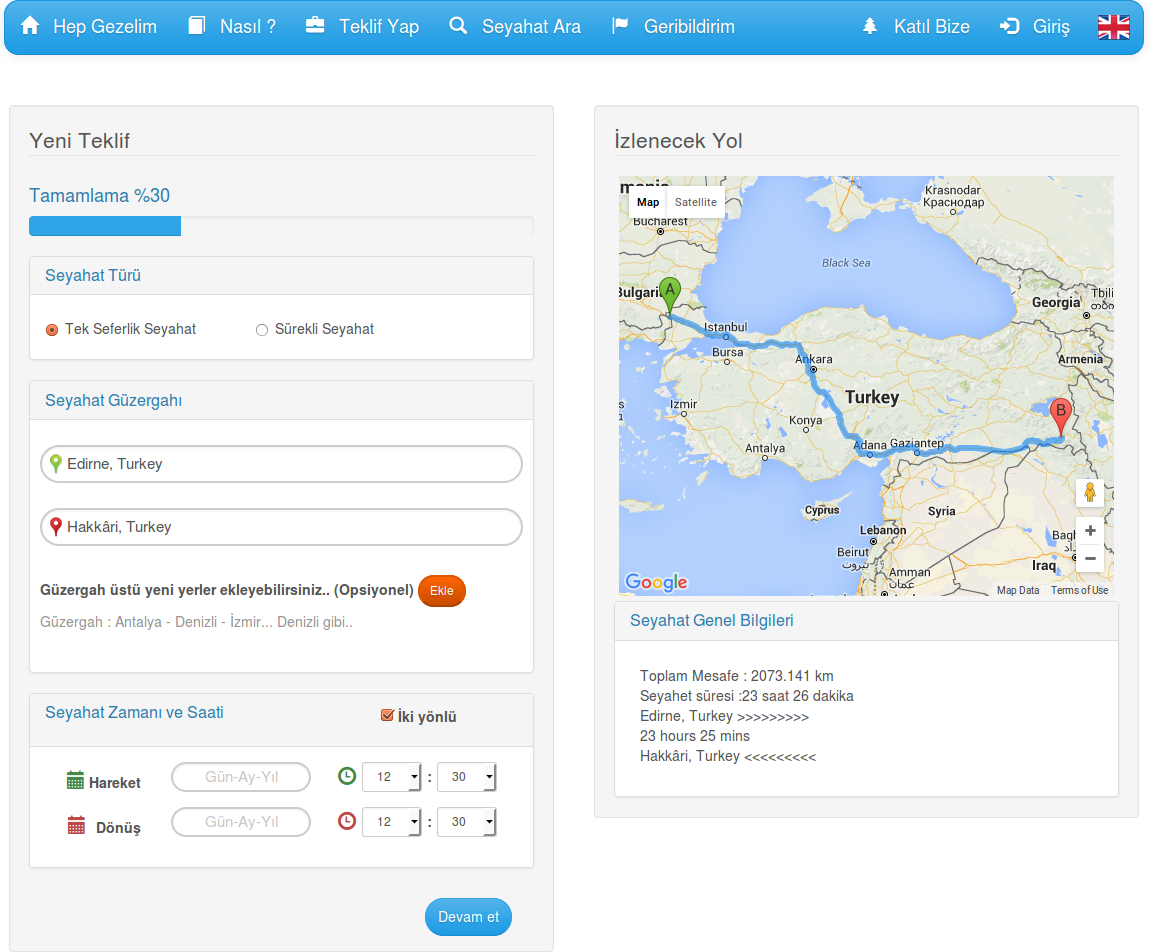 Hep Gezelim Nasıl ? Teklif Yap Seyahat Ara Geribildirim Katıl Bize Giriş
Yeni Teklif
Tamamlama %30
Seyahat Türü
Tek Seferlik Seyahat Sürekli Seyahat
Seyahat Güzergahı
Edirne, Turkey
Hakkâri, Turkey
Güzergah üstü yeni yerler ekleyebilirsiniz.. (Opsiyonel) Ekle
Güzergah : Antalya - Denizli - İzmir... Denizli gibi..
Seyahat Zamanı ve Saati İki yönlü
Hareket Gün-Ay-Yıl 12 : 30
Dönüş Gün-Ay-Yıl 12 : 30
Devam et
İzlenecek Yol
Map Satellite
Krasnodar
Краснодар
Bucharest
Black Sea
A
Georgia
Istanbul
Bursa
Ankara
Armenia
Turkey
B
Izmir
Konya
Antalya
Adana Gaziantep
Cyprus
Syria
Lebanon
Beirut
بيروت
Iraq
Amman
عمان
Google
Map Data Terms of Use
Seyahat Genel Bilgileri
Toplam Mesafe : 2073.141 km
Seyahet süresi :23 saat 26 dakika
Edirne, Turkey >>>>>>>>>
23 hours 25 mins
Hakkâri, Turkey <<<<<<<<<